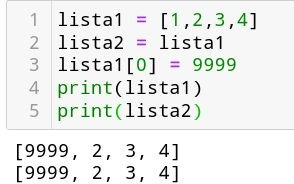 1 lista1 = [1,2,3,4]
2 lista2 = lista1
3 lista1[0] = 9999
4 print(lista1)
5 print(lista2)
[9999, 2, 3, 4]
[9999, 2, 3, 4]